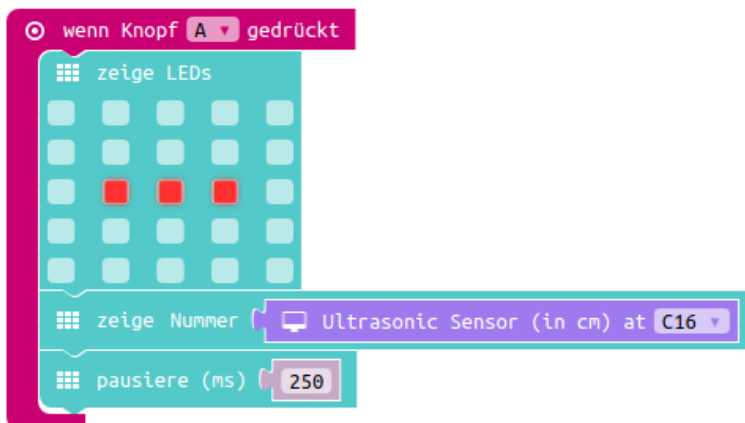 wenn Knopf A gedrückt
zeige LEDs
zeige Nummer Ultrasonic Sensor (in cm) at C16
pausiere (ms) 250